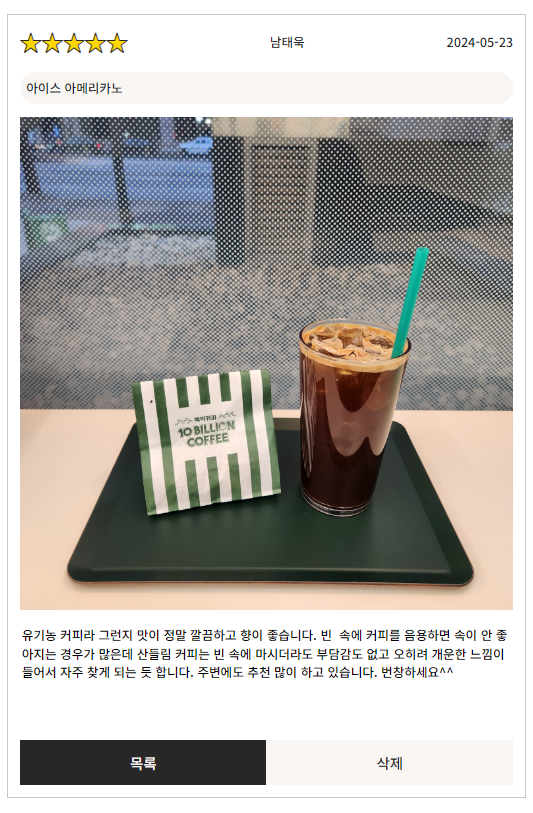 남태욱
2024-05-23
아이스 아메리카노
백억커피
10 BILLION
COFFEE
유기농 커피라 그런지 맛이 정말 깔끔하고 향이 좋습니다. 빈  속에 커피를 음용하면 속이 안 좋
아지는 경우가 많은데 산들림 커피는 빈 속에 마시더라도 부담감도 없고 오히려 개운한 느낌이
들어서 자주 찾게 되는 듯 합니다. 주변에도 추천 많이 하고 있습니다. 번창하세요^^
목록
삭제